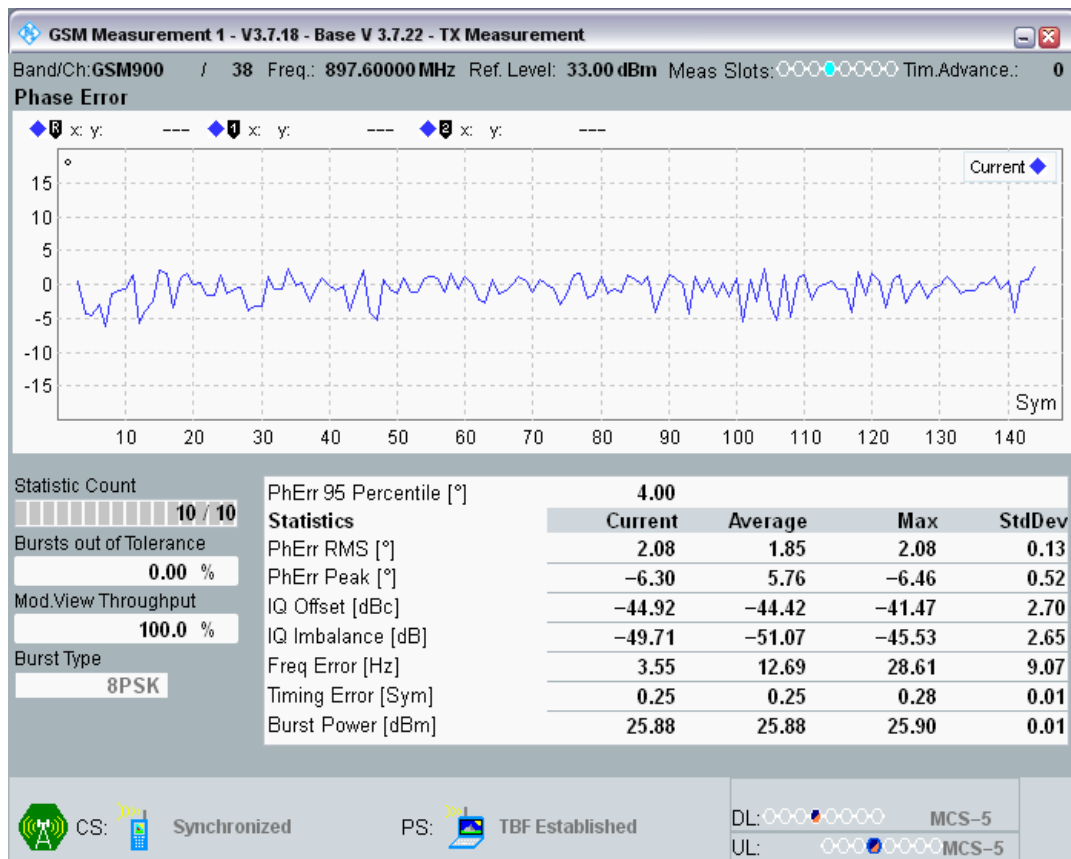 GSM Measurement 1 - V3.7.18 - Base V 3.7.22 - TX Measurement
Band/Ch:GSM900 / 38 Freq.: 897.60000 MHz Ref. Level: 33.00 dBm Meas Slots: Tim.Advance.: 0
Phase Error
R x: y: --- 1 x: y: --- 2 x: y: ---
° Current
15
10
5
0
-5
-10
-15
Sym
10 20 30 40 50 60 70 80 90 100 110 120 130 140
Statistic Count
10 / 10
Bursts out of Tolerance
0.00 %
Mod.View Throughput
100.0 %
Burst Type
8PSK
PhErr 95 Percentile [°] 4.00
Statistics Current Average Max StdDev
PhErr RMS [°] 2.08 1.85 2.08 0.13
PhErr Peak [°] −6.30 5.76 −6.46 0.52
IQ Offset [dBc] −44.92 −44.42 −41.47 2.70
IQ Imbalance [dB] −49.71 −51.07 −45.53 2.65
Freq Error [Hz] 3.55 12.69 28.61 9.07
Timing Error [Sym] 0.25 0.25 0.28 0.01
Burst Power [dBm] 25.88 25.88 25.90 0.01
CS: Synchronized PS: TBF Established
DL: MCS−5
UL: MCS−5